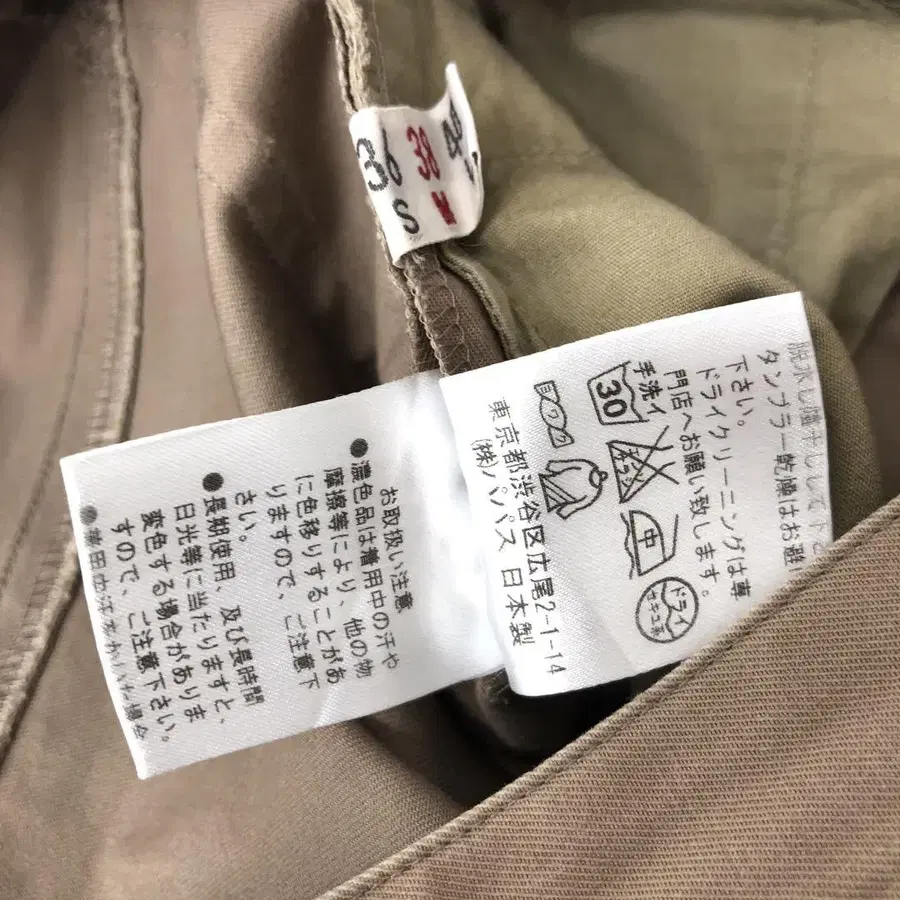 36 38
S M
お取扱い注意
●濃色品は着用中の汗や
摩擦等により、他の物
に色移りすることがあ
りますので、ご注意下
さい。
●長期使用、及び長時間
日光等に当たりますと、
変色する場合がありま
すので、ご注意下さい。
タンブラー乾燥はお避
下さい。
ドライクリーニングは専
門店へお願い致します。
手洗イ
30
中
ドライ
セキユ系
東京都渋谷区広尾2-1-14
(株)パパス 日本製